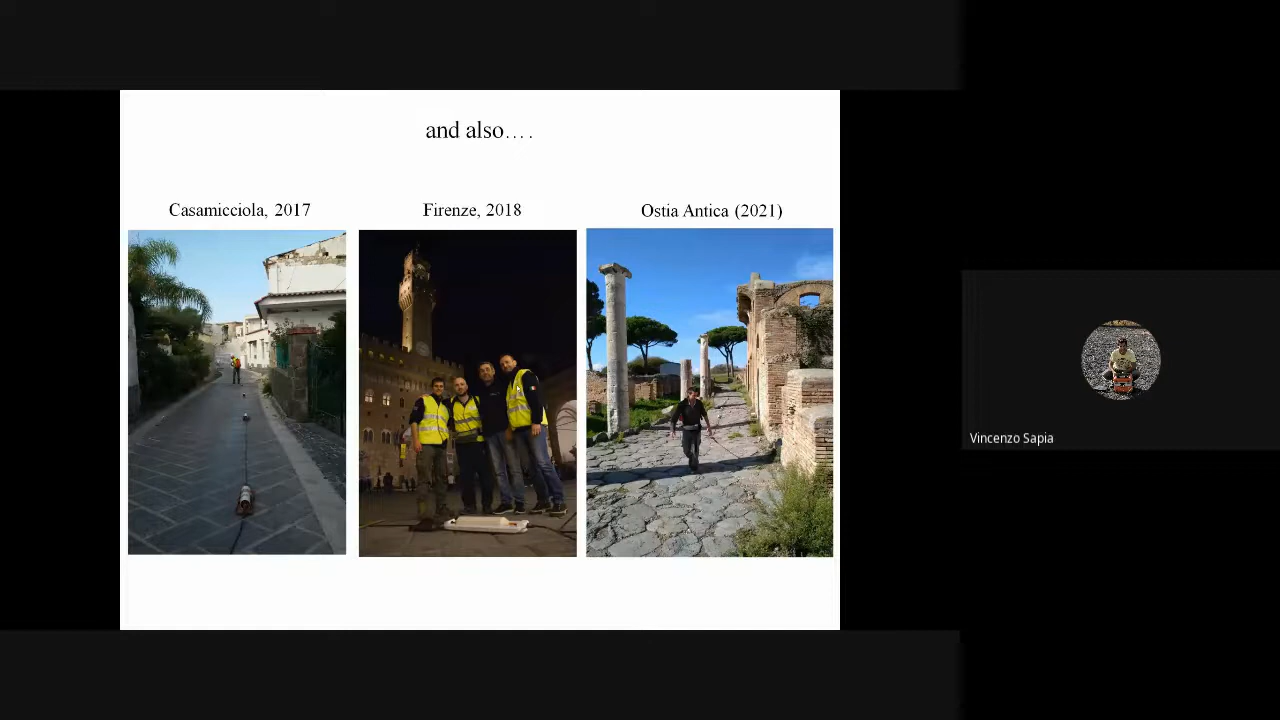 and also….
Casamicciola, 2017
Firenze, 2018
Ostia Antica (2021)
Vincenzo Sapia